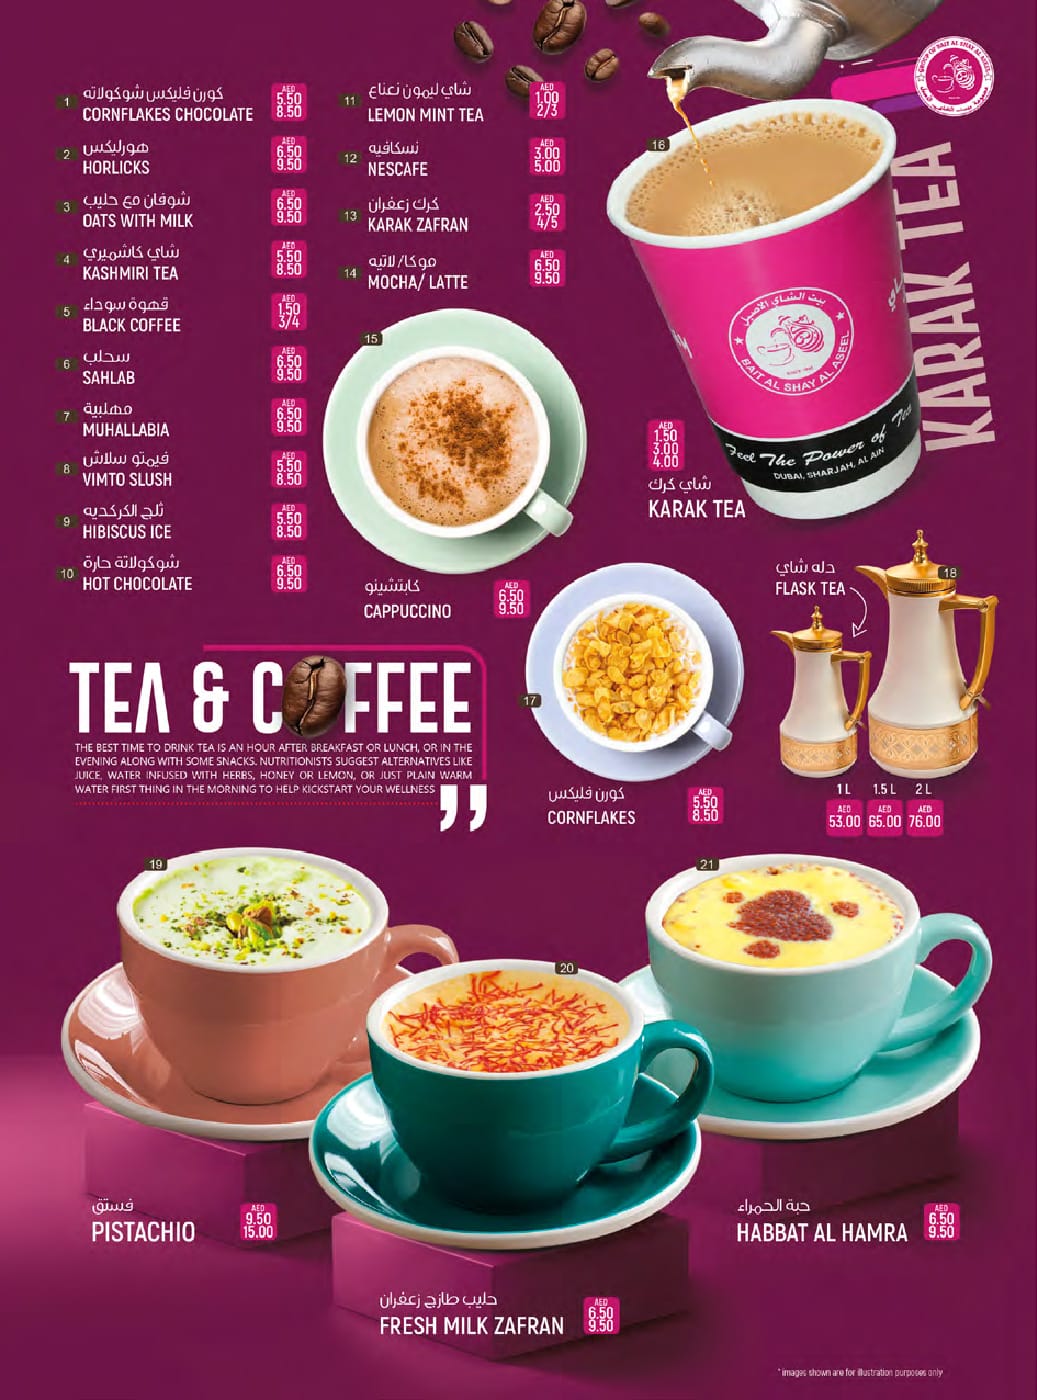 1
كورن فليكس شوكولاته
CORNFLAKES CHOCOLATE
AED
5.50
8.50
2
هورليكس
HORLICKS
AED
6.50
9.50
3
شوفان مع حليب
OATS WITH MILK
AED
6.50
9.50
4
شاي كاشميري
KASHMIRI TEA
AED
5.50
8.50
5
قهوة سوداء
BLACK COFFEE
AED
1.50
3/4
6
سحلب
SAHLAB
AED
6.50
9.50
7
مهلبية
MUHALLABIA
AED
6.50
9.50
8
فيمتو سلاش
VIMTO SLUSH
AED
5.50
8.50
9
ثلج الكركديه
HIBISCUS ICE
AED
5.50
8.50
10
شوكولاتة حارة
HOT CHOCOLATE
AED
6.50
9.50
11
شاي ليمون نعناع
LEMON MINT TEA
AED
1.00
2/3
12
نسكافيه
NESCAFE
AED
3.00
5.00
13
كرك زعفران
KARAK ZAFRAN
AED
2.50
4/5
14
موكا/ لاتيه
MOCHA/ LATTE
AED
6.50
9.50
15
كابتشينو
CAPPUCCINO
AED
6.50
9.50
16
KARAK TEA
بيت الشاي الاصيل
BAIT AL SHAY AL ASEEL
Feel The Power of Tea
DUBAI, SHARJAH, AL AIN
AED
1.50
3.00
4.00
شاي كرك
KARAK TEA
17
كورن فليكس
CORNFLAKES
AED
5.50
8.50
18
دله شاي
FLASK TEA
1 L 1.5 L 2 L
AED AED AED
53.00 65.00 76.00
TEA & COFFEE
THE BEST TIME TO DRINK TEA IS AN HOUR AFTER BREAKFAST OR LUNCH, OR IN THE
EVENING ALONG WITH SOME SNACKS. NUTRITIONISTS SUGGEST ALTERNATIVES LIKE
JUICE, WATER INFUSED WITH HERBS, HONEY OR LEMON, OR JUST PLAIN WARM
WATER FIRST THING IN THE MORNING TO HELP KICKSTART YOUR WELLNESS
19
فستق
PISTACHIO
AED
9.50
15.00
20
حليب طازج زعفران
FRESH MILK ZAFRAN
AED
6.50
9.50
21
حبة الحمراء
HABBAT AL HAMRA
AED
6.50
9.50
* images shown are for illustration purposes only